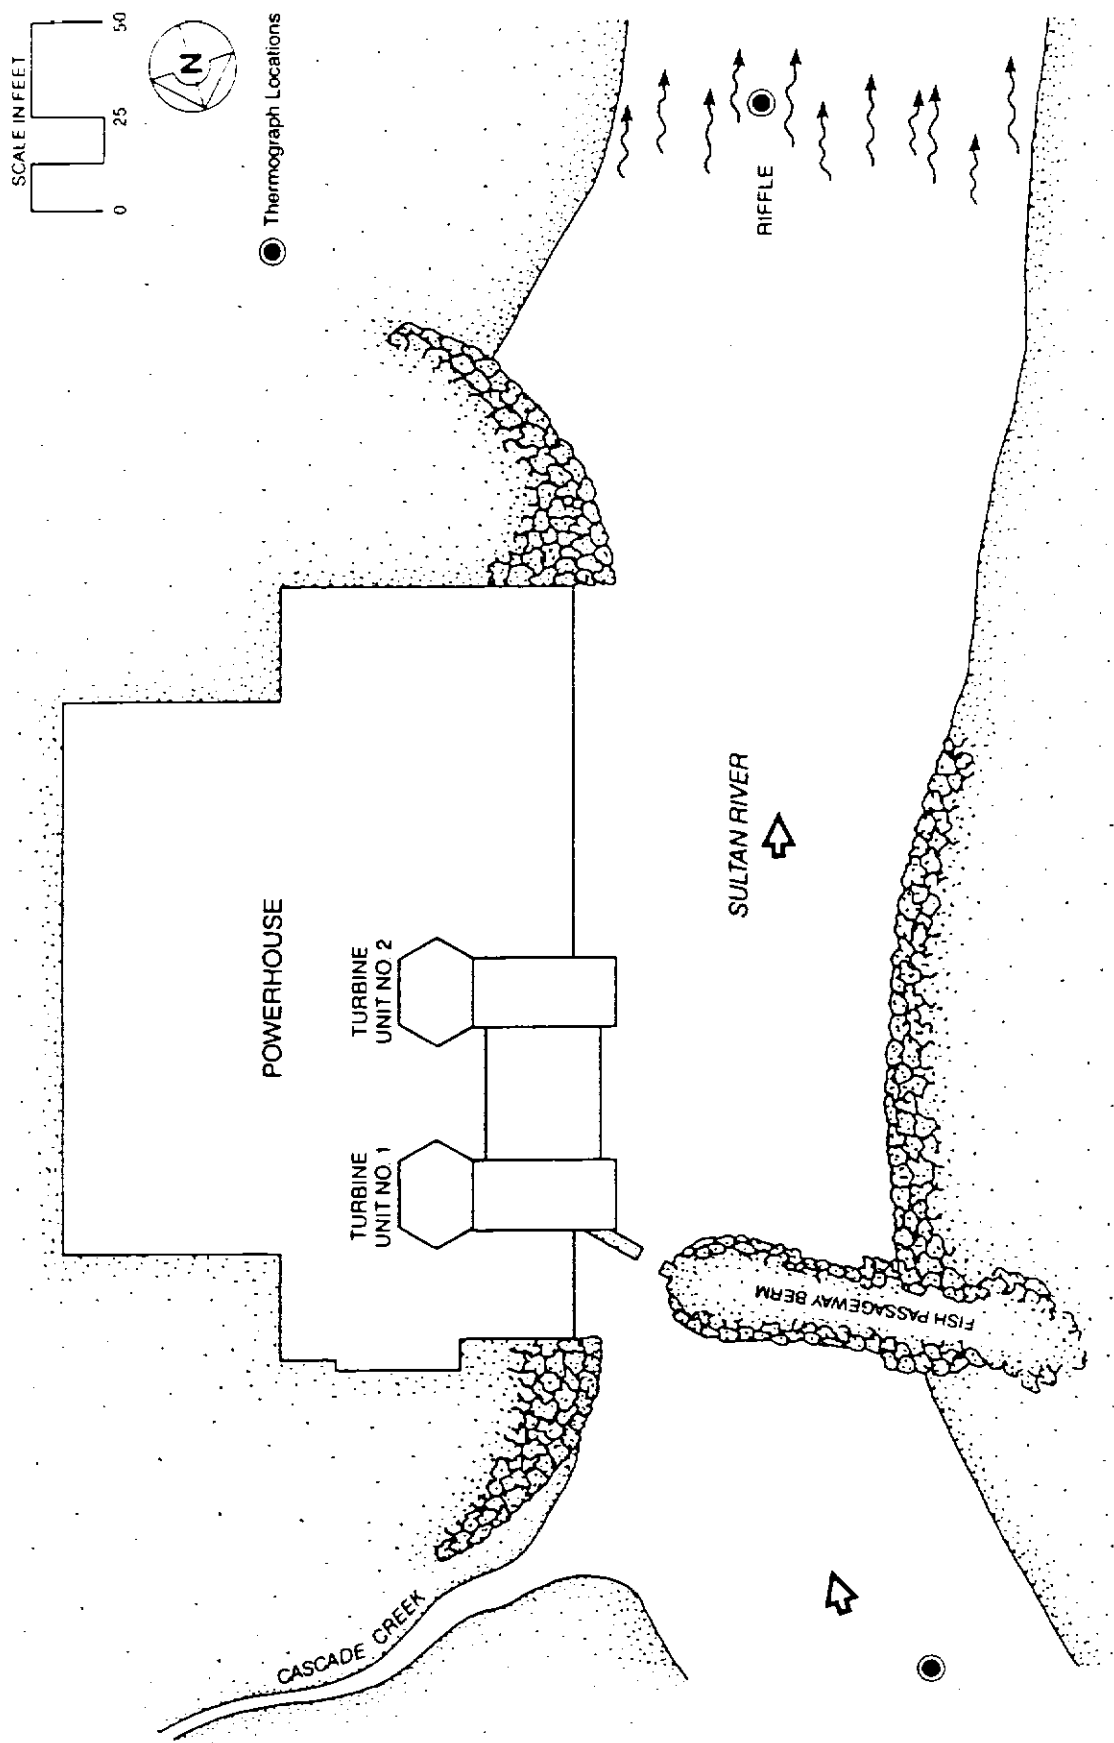 SCALE IN FEET
0
25
50
N
Thermograph Locations
POWERHOUSE
TURBINE
UNIT NO. 1
TURBINE
UNIT NO. 2
CASCADE CREEK
SULTAN RIVER
RIFFLE
FISH PASSAGEWAY BERM